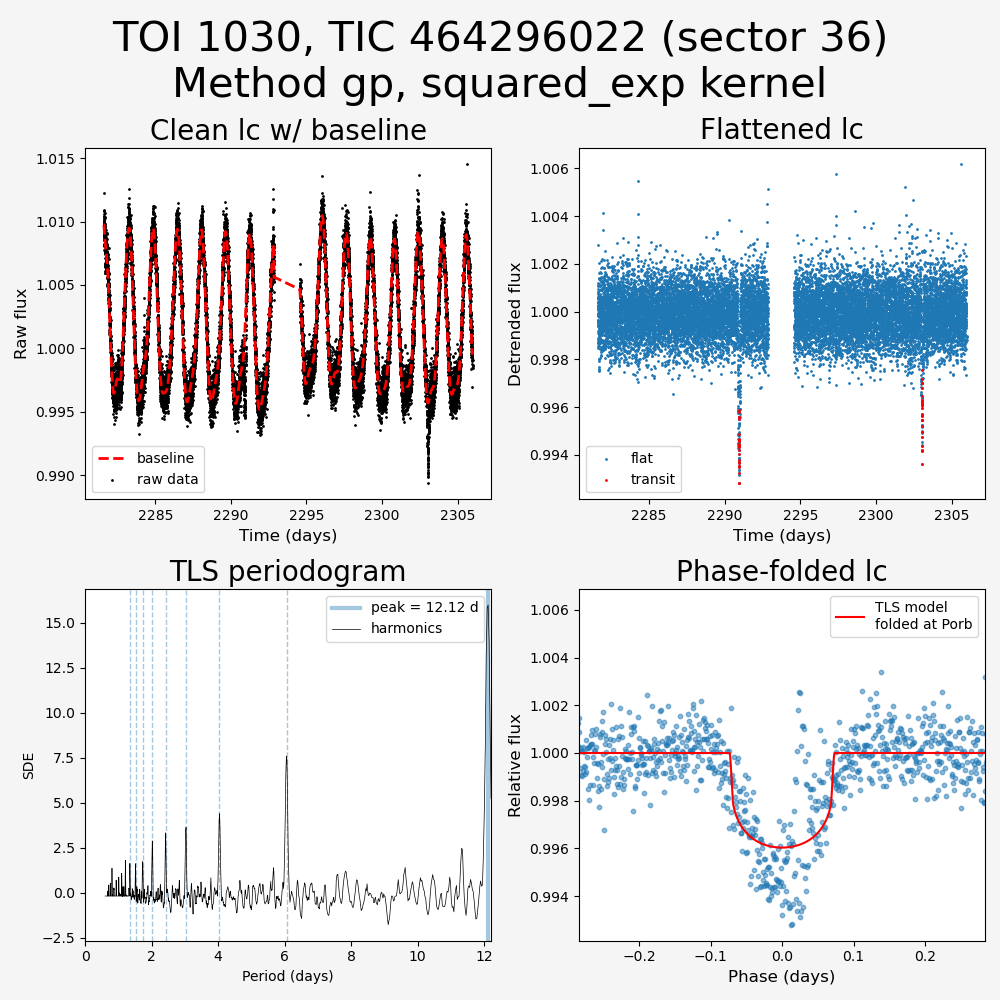 TOI 1030, TIC 464296022 (sector 36)
Method gp, squared_exp kernel
Clean lc w/ baseline
1.015
1.010
1.005
1.000
0.995
0.990
Raw flux
baseline
raw data
2285
2290
2295
2300
2305
Time (days)
Flattened lc
1.006
1.004
1.002
1.000
0.998
0.996
0.994
Detrended flux
flat
transit
2285
2290
2295
2300
2305
Time (days)
TLS periodogram
15.0
12.5
10.0
7.5
5.0
2.5
0.0
−2.5
SDE
peak = 12.12 d
harmonics
0
2
4
6
8
10
12
Period (days)
Phase-folded lc
1.006
1.004
1.002
1.000
0.998
0.996
0.994
Relative flux
TLS model
folded at Porb
−0.2
−0.1
0.0
0.1
0.2
Phase (days)